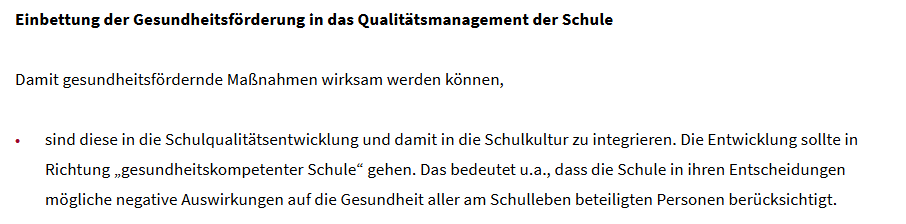 Einbettung der Gesundheitsförderung in das Qualitätsmanagement der Schule
Damit gesundheitsfördernde Maßnahmen wirksam werden können,
• sind diese in die Schulqualitätsentwicklung und damit in die Schulkultur zu integrieren. Die Entwicklung sollte in
Richtung „gesundheitskompetenter Schule“ gehen. Das bedeutet u.a., dass die Schule in ihren Entscheidungen
mögliche negative Auswirkungen auf die Gesundheit aller am Schulleben beteiligten Personen berücksichtigt.